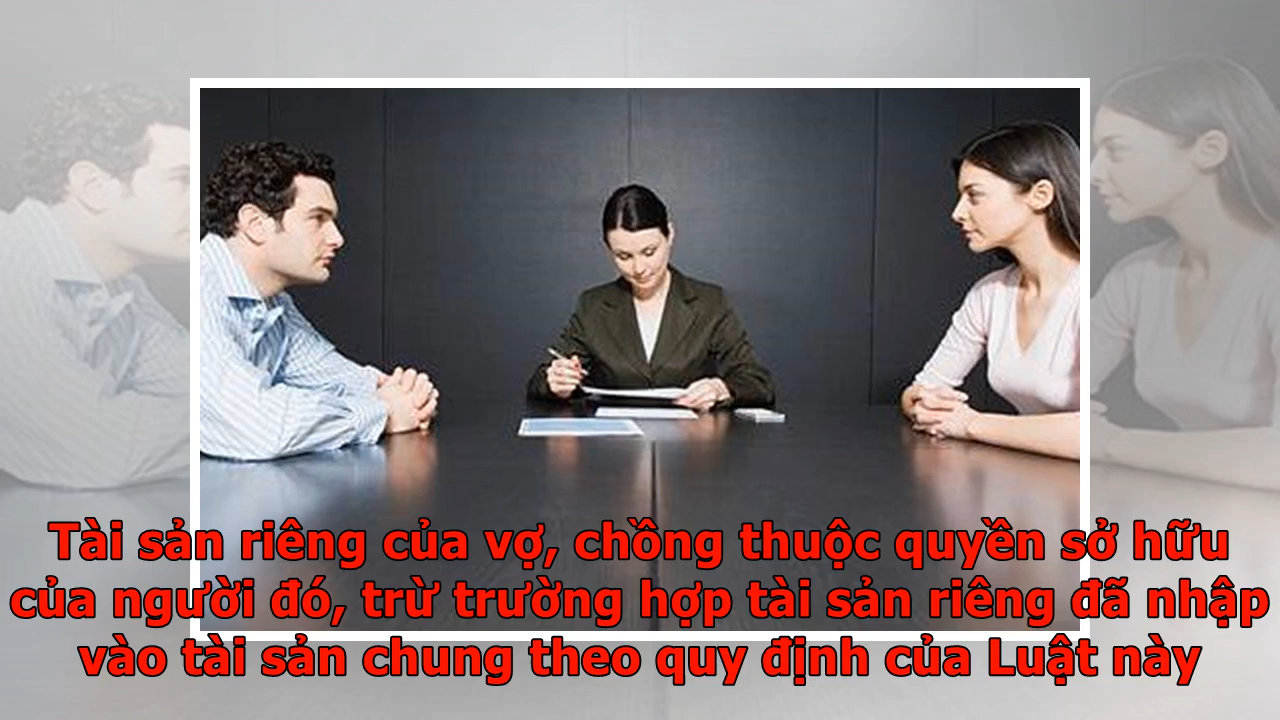 Tài sản riêng của vợ, chồng thuộc quyền sở hữu
của người đó, trừ trường hợp tài sản riêng đã nhập
vào tài sản chung theo quy định của Luật này